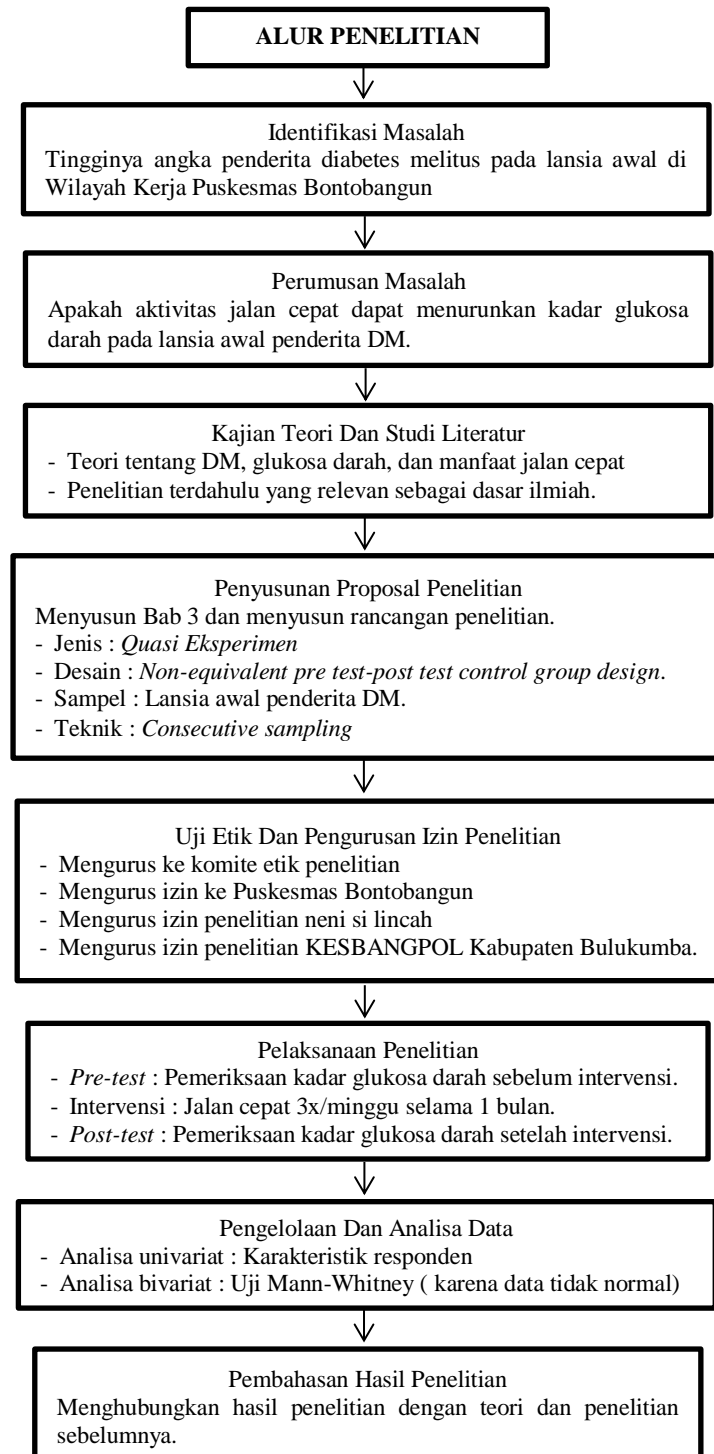 ALUR PENELITIAN
Identifikasi Masalah
Tingginya angka penderita diabetes melitus pada lansia awal di
Wilayah Kerja Puskesmas Bontobangun
Perumusan Masalah
Apakah aktivitas jalan cepat dapat menurunkan kadar glukosa
darah pada lansia awal penderita DM.
Kajian Teori Dan Studi Literatur
- Teori tentang DM, glukosa darah, dan manfaat jalan cepat
- Penelitian terdahulu yang relevan sebagai dasar ilmiah.
Penyusunan Proposal Penelitian
Menyusun Bab 3 dan menyusun rancangan penelitian.
- Jenis : Quasi Eksperimen
- Desain : Non-equivalent pre test-post test control group design.
- Sampel : Lansia awal penderita DM.
- Teknik : Consecutive sampling
Uji Etik Dan Pengurusan Izin Penelitian
- Mengurus ke komite etik penelitian
- Mengurus izin ke Puskesmas Bontobangun
- Mengurus izin penelitian neni si lincah
- Mengurus izin penelitian KESBANGPOL Kabupaten Bulukumba.
Pelaksanaan Penelitian
- Pre-test : Pemeriksaan kadar glukosa darah sebelum intervensi.
- Intervensi : Jalan cepat 3x/minggu selama 1 bulan.
- Post-test : Pemeriksaan kadar glukosa darah setelah intervensi.
Pengelolaan Dan Analisa Data
- Analisa univariat : Karakteristik responden
- Analisa bivariat : Uji Mann-Whitney ( karena data tidak normal)
Pembahasan Hasil Penelitian
Menghubungkan hasil penelitian dengan teori dan penelitian
sebelumnya.